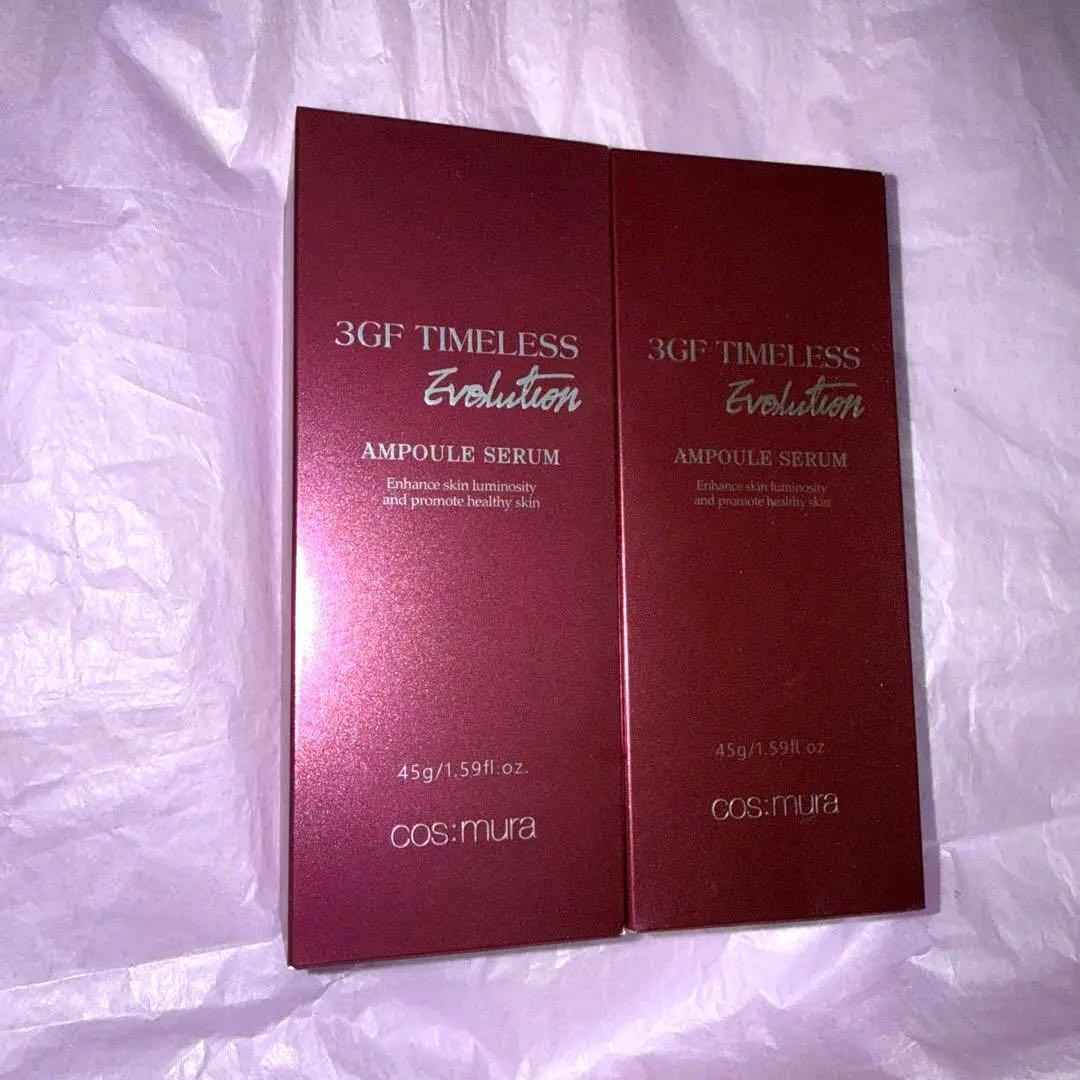 3GF TIMELESS
Evolution
AMPOULE SERUM
Enhance skin luminosity
and promote healthy skin
45g/1.59fl.oz.
cos:mura
3GF TIMELESS
Evolution
AMPOULE SERUM
Enhance skin luminosity
and promote healthy skin
45g/1.59fl.oz.
cos:mura